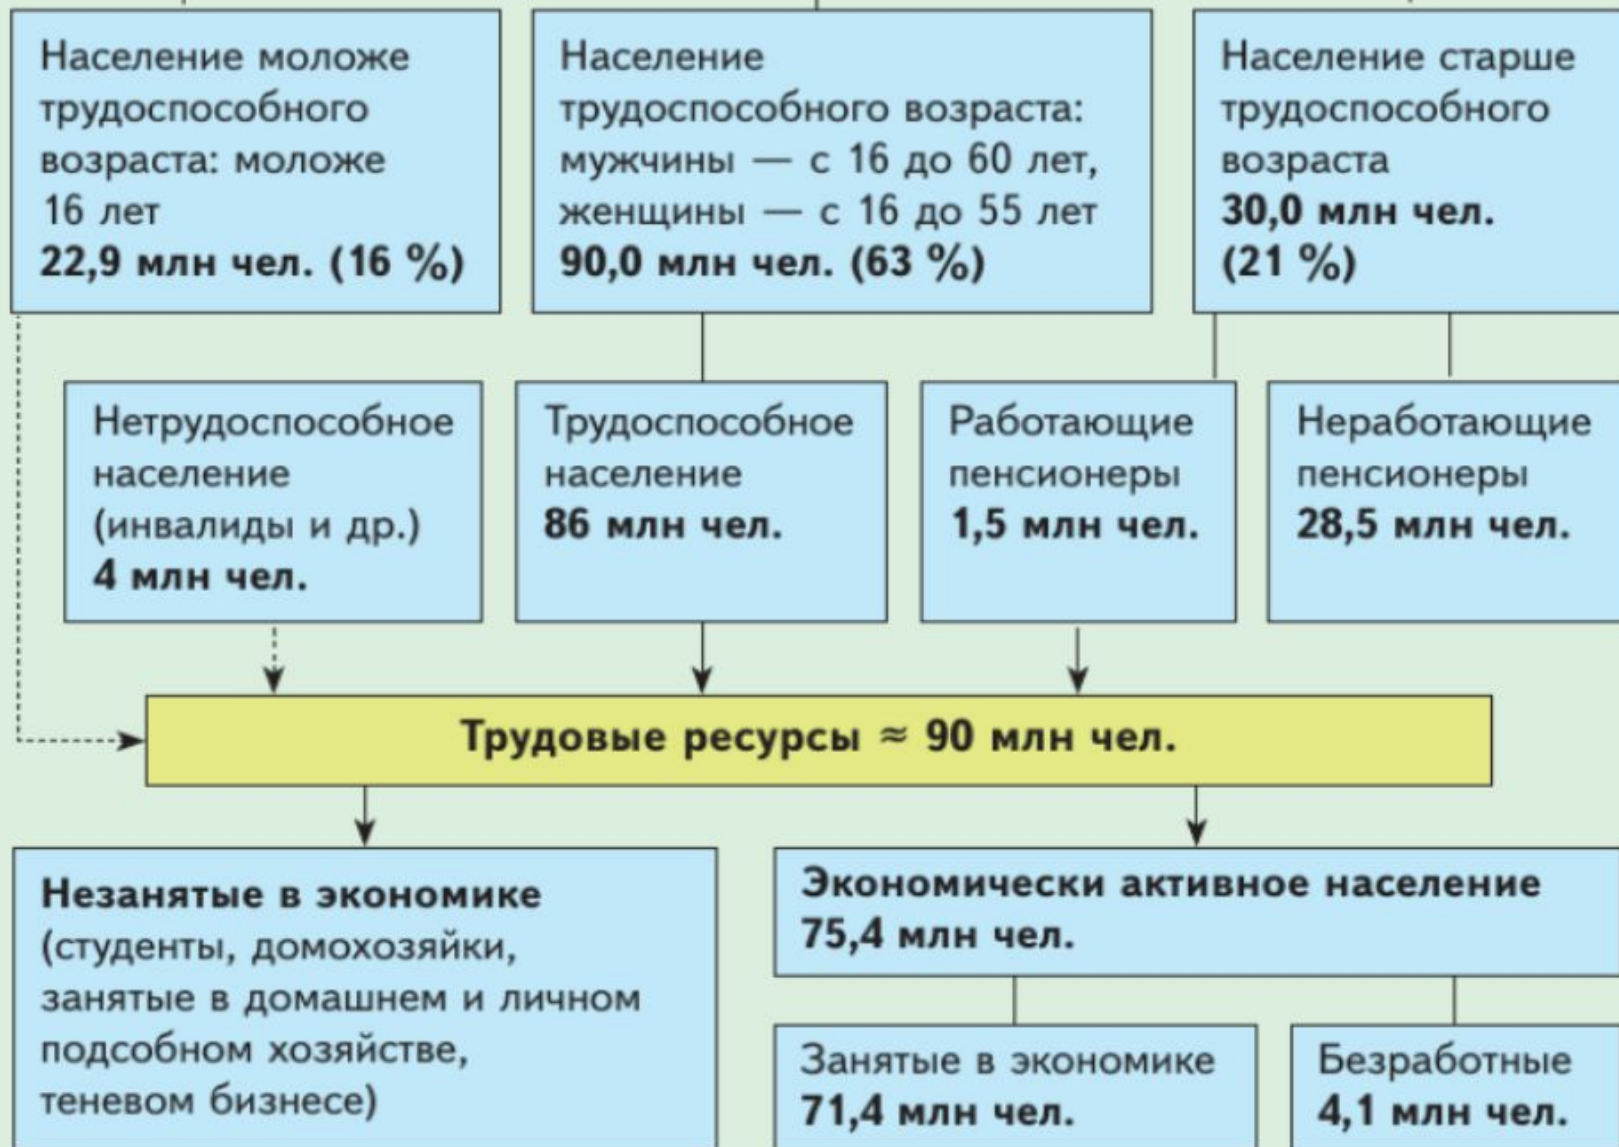 Население моложе
трудоспособного
возраста: моложе
16 лет
22,9 млн чел. (16 %)
Население
трудоспособного возраста:
мужчины — с 16 до 60 лет,
женщины — с 16 до 55 лет
90,0 млн чел. (63 %)
Население старше
трудоспособного
возраста
30,0 млн чел.
(21 %)
Нетрудоспособное
население
(инвалиды и др.)
4 млн чел.
Трудоспособное
население
86 млн чел.
Работающие
пенсионеры
1,5 млн чел.
Неработающие
пенсионеры
28,5 млн чел.
Трудовые ресурсы ≈ 90 млн чел.
Незанятые в экономике
(студенты, домохозяйки,
занятые в домашнем и личном
подсобном хозяйстве,
теневом бизнесе)
Экономически активное население
75,4 млн чел.
Занятые в экономике
71,4 млн чел.
Безработные
4,1 млн чел.